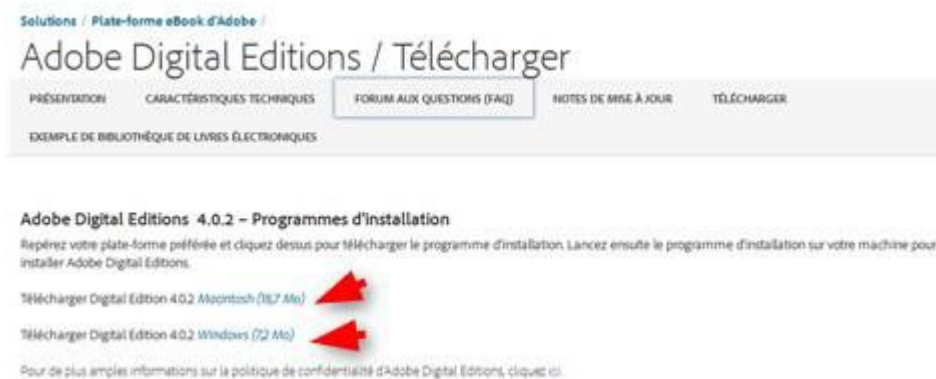 Solutions / Plate-forme eBook d'Adobe /
Adobe Digital Editions / Télécharger
PRÉSENTATION CARACTÉRISTIQUES TECHNIQUES FORUM AUX QUESTIONS (FAQ) NOTES DE MISE À JOUR TÉLÉCHARGER
EXEMPLE DE BIBLIOTHÈQUE DE LIVRES ÉLECTRONIQUES
Adobe Digital Editions 4.0.2 – Programmes d'installation
Repérez votre plate-forme préférée et cliquez dessus pour télécharger le programme d'installation. Lancez ensuite le programme d'installation sur votre machine pour
installer Adobe Digital Editions.
Télécharger Digital Edition 4.0.2 Macintosh (18,7 Mo)
Télécharger Digital Edition 4.0.2 Windows (7,2 Mo)
Pour de plus amples informations sur la politique de confidentialité d'Adobe Digital Editions, cliquez ici.